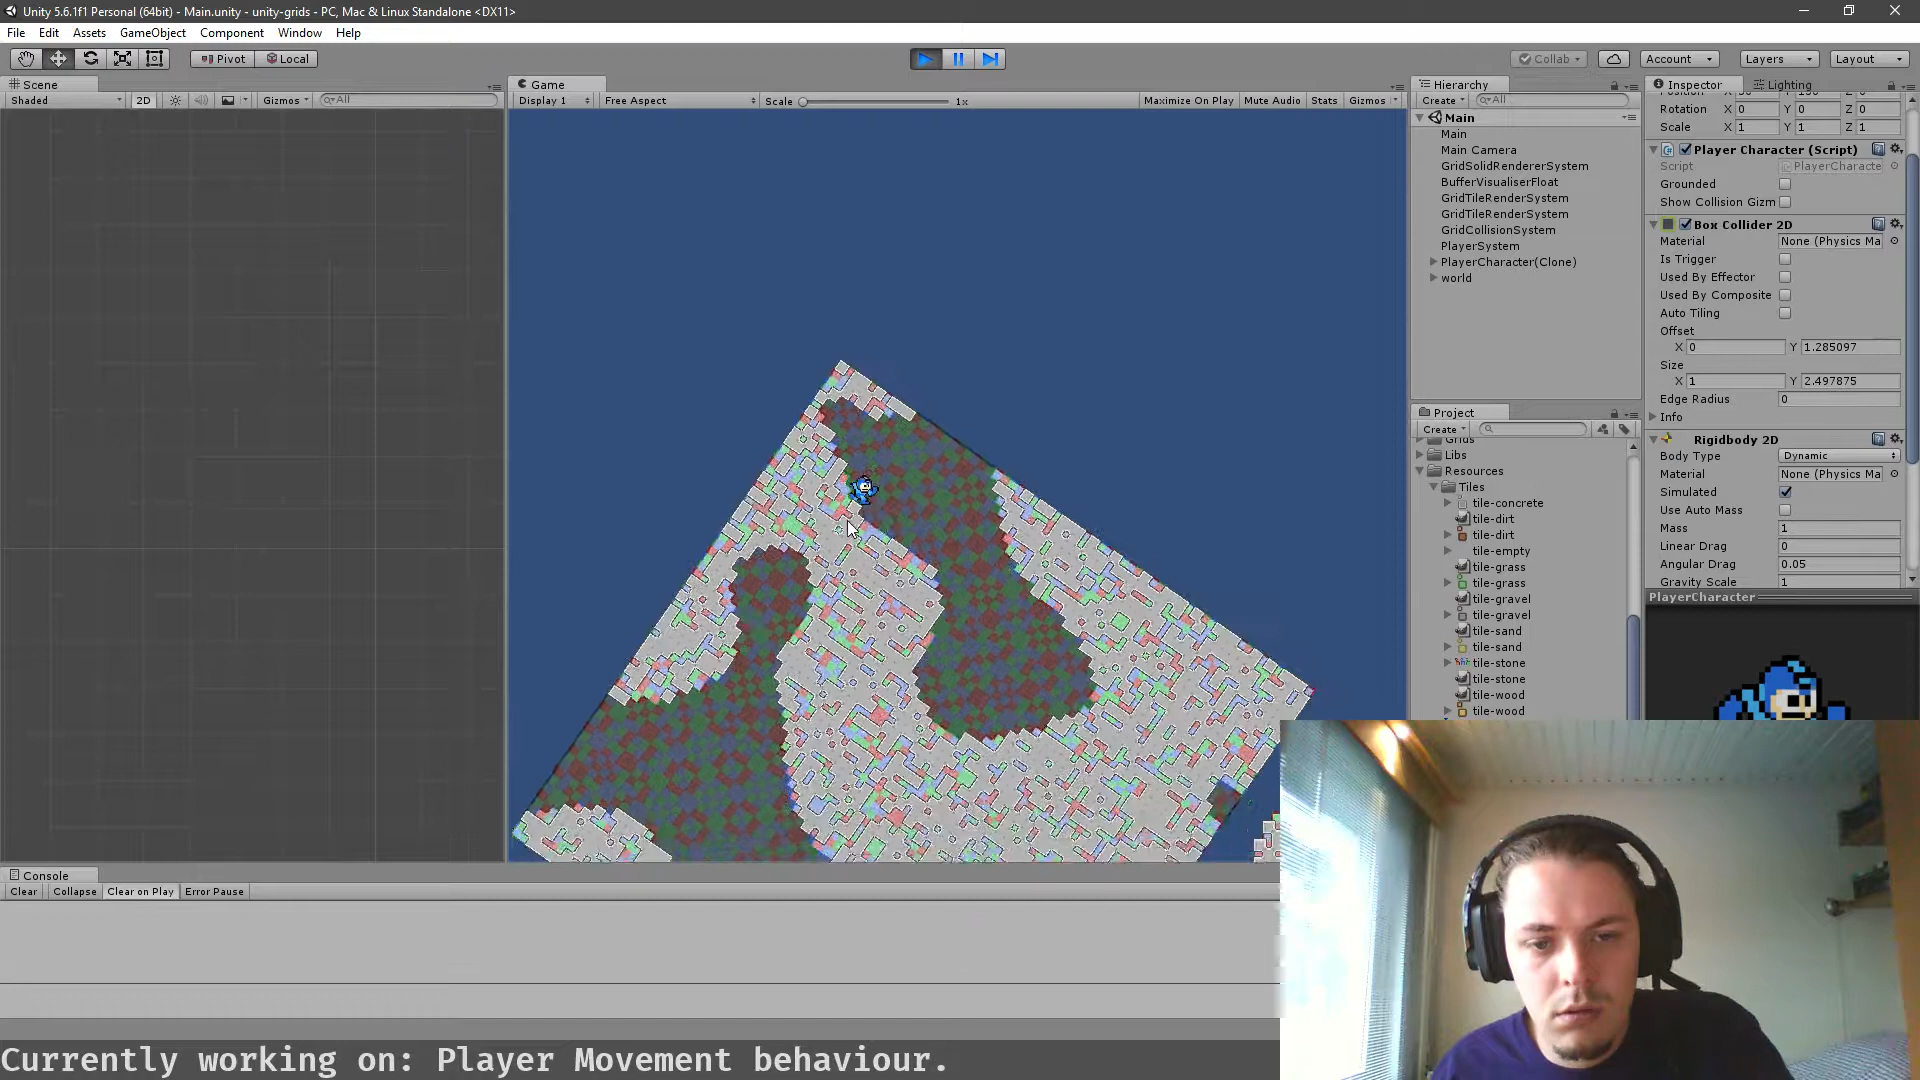 Unity 5.6.1f1 Personal (64bit) - Main.unity - unity-grids - PC, Mac & Linux Standalone <DX11>
File Edit Assets GameObject Component Window Help
Pivot Local Collab Account Layers Layout
Scene
Shaded 2D Gizmos All
Game
Display 1 Free Aspect Scale 1x Maximize On Play Mute Audio Stats Gizmos
Hierarchy
Create All
Main
Main
Main Camera
GridSolidRendererSystem
BufferVisualiserFloat
GridTileRenderSystem
GridTileRenderSystem
GridCollisionSystem
PlayerSystem
PlayerCharacter(Clone)
world
Project
Create
Grids
Libs
Resources
Tiles
tile-concrete
tile-dirt
tile-dirt
tile-empty
tile-grass
tile-grass
tile-gravel
tile-gravel
tile-sand
tile-sand
tile-stone
tile-stone
tile-wood
tile-wood
Inspector Lighting
Rotation X 0 Y 0 Z 0
Scale X 1 Y 1 Z 1
Player Character (Script)
Script PlayerCharacte
Grounded
Show Collision Gizm
Box Collider 2D
Material None (Physics Ma
Is Trigger
Used By Effector
Used By Composite
Auto Tiling
Offset
X 0 Y 1.285097
Size
X 1 Y 2.497875
Edge Radius 0
Info
Rigidbody 2D
Body Type Dynamic
Material None (Physics Ma
Simulated
Use Auto Mass
Mass 1
Linear Drag 0
Angular Drag 0.05
Gravity Scale 1
PlayerCharacter
Console
Clear Collapse Clear on Play Error Pause
Currently working on: Player Movement behaviour.